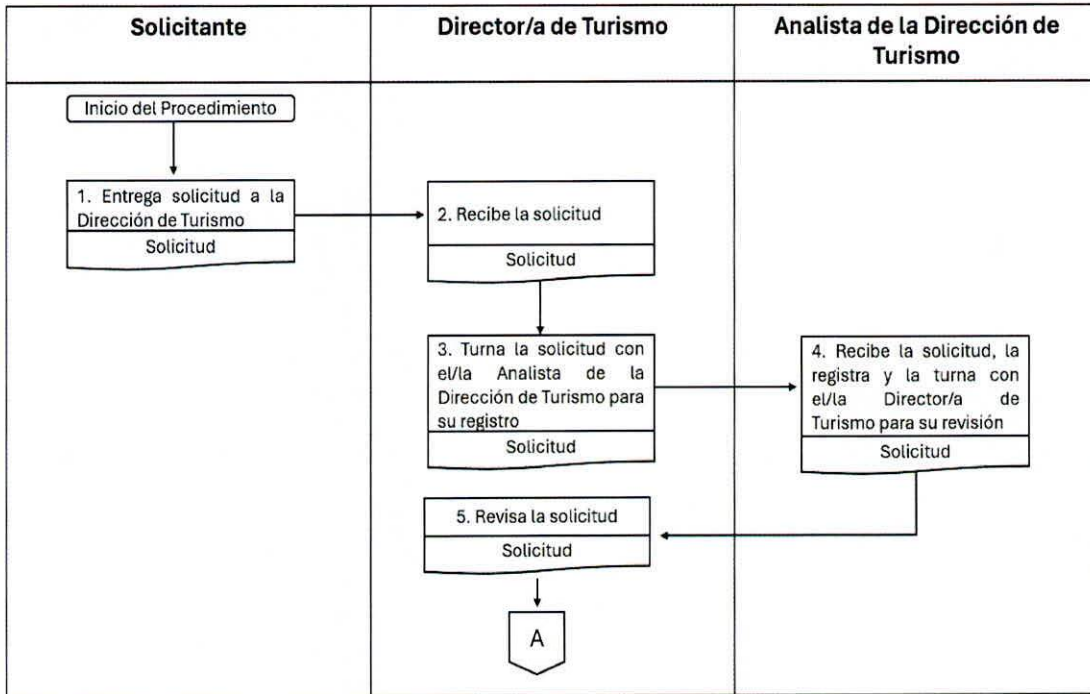 Solicitante
Director/a de Turismo
Analista de la Dirección de
Turismo
Inicio del Procedimiento
1. Entrega solicitud a la
Dirección de Turismo
Solicitud
2. Recibe la solicitud
Solicitud
3. Turna la solicitud con
el/la Analista de la
Dirección de Turismo para
su registro
Solicitud
4. Recibe la solicitud, la
registra y la turna con
el/la Director/a de
Turismo para su revisión
Solicitud
5. Revisa la solicitud
Solicitud
A